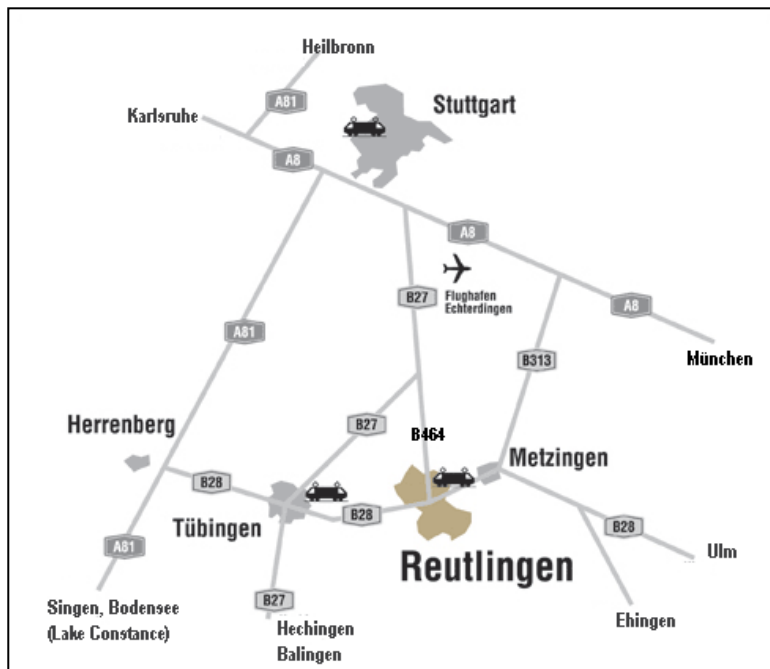 Heilbronn
A81
Stuttgart
Karlsruhe
A8
A8
Flughafen
Echterdingen
B27
A8
A81
München
B313
B27
Herrenberg
B464
Metzingen
B28
Tübingen
B28
B28
Reutlingen
Ulm
A81
B27
Singen, Bodensee
(Lake Constance)
Hechingen
Balingen
Ehingen